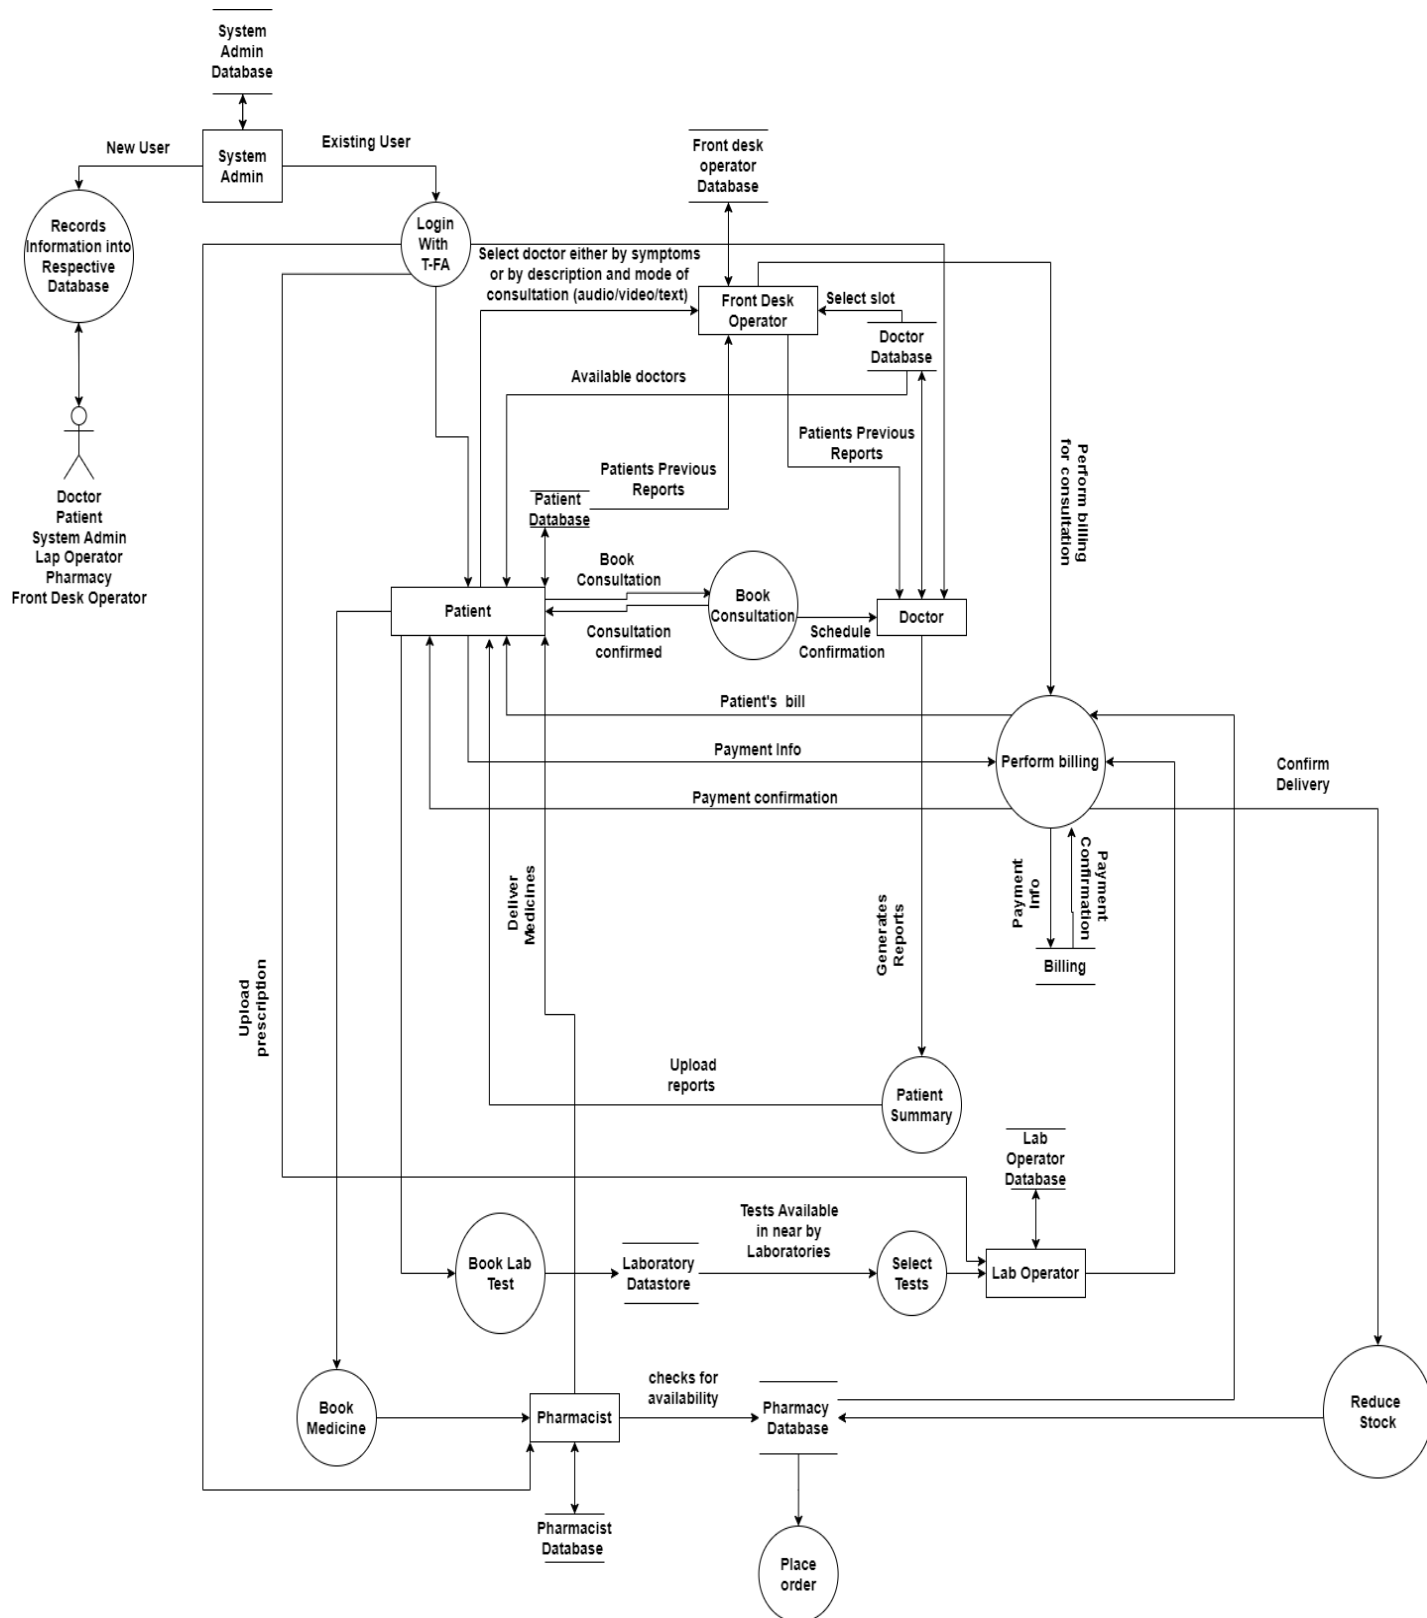 System
Admin
Database
New User
Existing User
System
Admin
Front desk
operator
Database
Records
Information into
Respective
Database
Login
With
T-FA
Select doctor either by symptoms
or by description and mode of
consultation (audio/video/text)
Front Desk
Operator
Select slot
Doctor
Database
Available doctors
Patients Previous
Reports
Patients Previous
Reports
Perform billing
for consultation
Doctor
Patient
System Admin
Lap Operator
Pharmacy
Front Desk Operator
Patient
Database
Book
Consultation
Patient
Book
Consultation
Doctor
Consultation
confirmed
Schedule
Confirmation
Patient's bill
Payment Info
Perform billing
Confirm
Delivery
Payment confirmation
Deliver
Medicines
Generates
Reports
Payment
Info
Payment
Confirmation
Billing
Upload
prescription
Upload
reports
Patient
Summary
Lab
Operator
Database
Tests Available
in near by
Laboratories
Book Lab
Test
Laboratory
Datastore
Select
Tests
Lab Operator
checks for
availability
Book
Medicine
Pharmacist
Pharmacy
Database
Reduce
Stock
Pharmacist
Database
Place
order